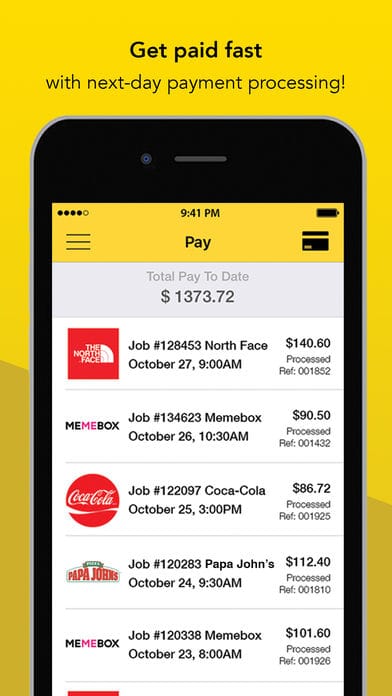 Get paid fast
with next-day payment processing!
9:41 PM
Pay
Total Pay To Date
$ 1373.72
THE NORTH FACE
Job #128453 North Face
$140.60
October 27, 9:00AM
Processed
Ref: 001852
MEMEBOX
Job #134623 Memebox
$90.50
October 26, 10:30AM
Processed
Ref: 001432
Coca-Cola
Job #122097 Coca-Cola
$86.72
October 25, 3:00PM
Processed
Ref: 001925
PIZZA
PAPA JOHNS
Job #120283 Papa John’s
$112.40
October 24, 9:30AM
Processed
Ref: 001810
MEMEBOX
Job #120338 Memebox
$101.60
October 23, 8:00AM
Processed
Ref: 001926